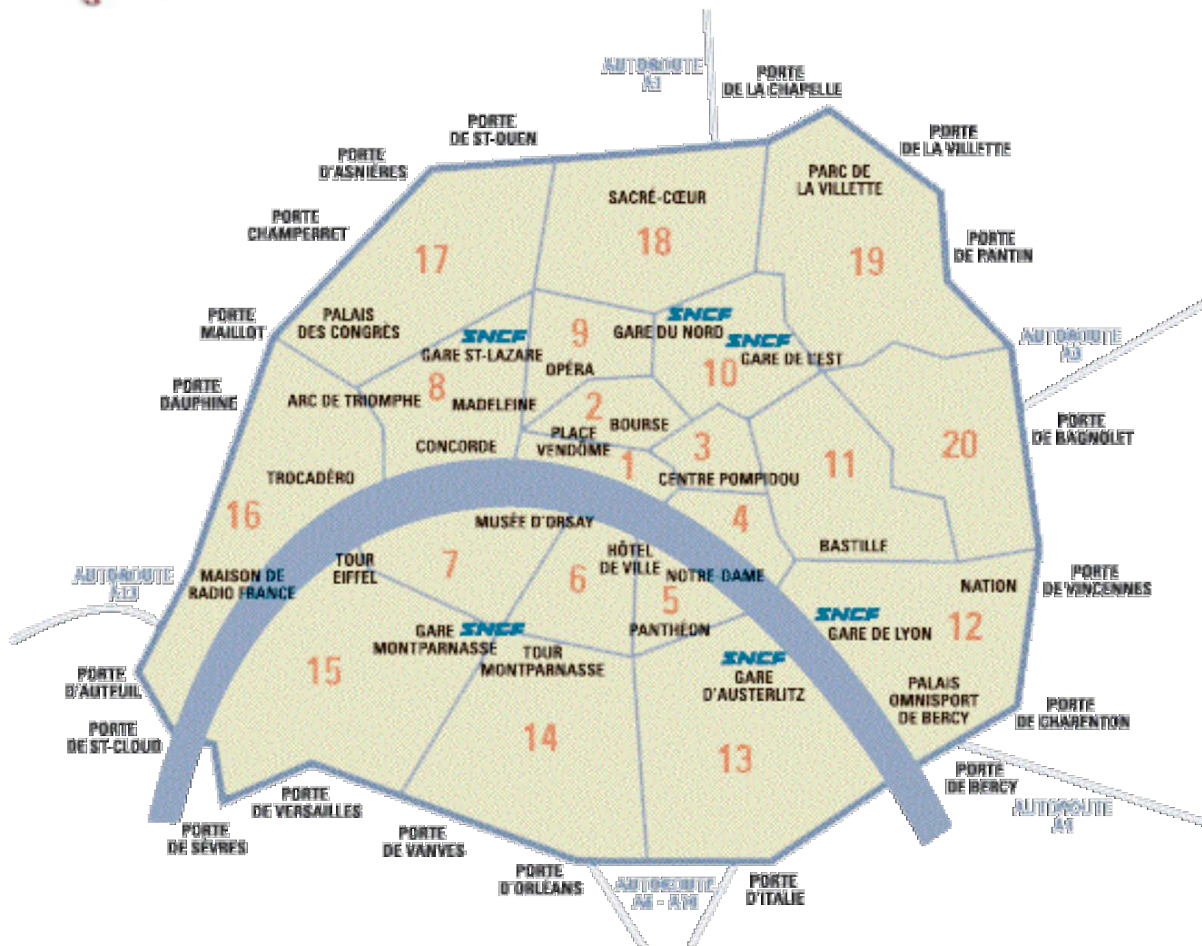 AUTOROUTE
A1
PORTE
DE LA CHAPELLE
PORTE
DE ST-OUEN
PORTE
DE LA VILLETTE
PORTE
D'ASNIÈRES
PARC DE
LA VILLETTE
SACRÉ-CŒUR
PORTE
CHAMPERRET
18
17
19
PORTE
DE PANTIN
PORTE
MAILLOT
PALAIS
DES CONGRÈS
SNCF
GARE ST-LAZARE
9
SNCF
GARE DU NORD
SNCF
GARE DE L'EST
AUTOROUTE
A3
OPÉRA
10
PORTE
DAUPHINE
ARC DE TRIOMPHE
8
MADELEINE
2
BOURSE
PORTE
DE BAGNOLET
CONCORDE
PLACE
VENDÔME
1
3
11
20
TROCADÉRO
CENTRE POMPIDOU
16
MUSÉE D'ORSAY
4
TOUR
EIFFEL
7
6
HÔTEL
DE VILLE
NOTRE-DAME
BASTILLE
AUTOROUTE
A13
MAISON DE
RADIO FRANCE
5
NATION
PORTE
DE VINCENNES
GARE SNCF
MONTPARNASSE
TOUR
MONTPARNASSE
PANTHÉON
SNCF
GARE DE LYON
12
15
SNCF
GARE
D'AUSTERLITZ
PORTE
D'AUTEUIL
PALAIS
OMNISPORT
DE BERCY
PORTE
DE CHARENTON
PORTE
DE ST-CLOUD
14
13
PORTE
DE BERCY
PORTE
DE VERSAILLES
AUTOROUTE
PORTE
DE SÈVRES
PORTE
DE VANVES
PORTE
D'ORLÉANS
AUTOROUTE
PORTE
D'ITALIE